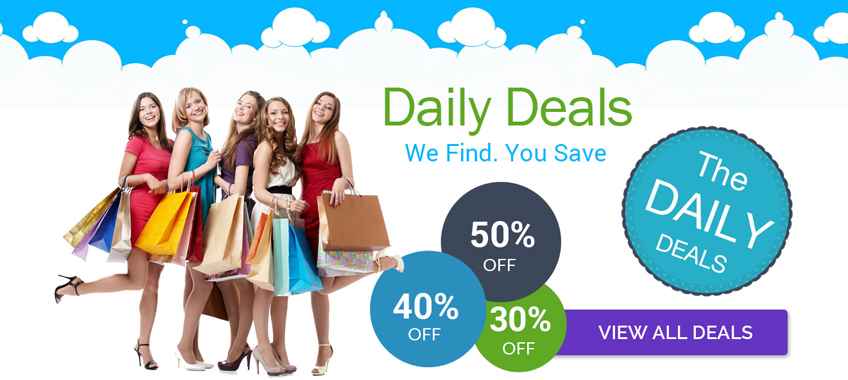 Daily Deals
We Find. You Save
The
DAILY
DEALS
50%
OFF
40%
OFF
30%
OFF
VIEW ALL DEALS